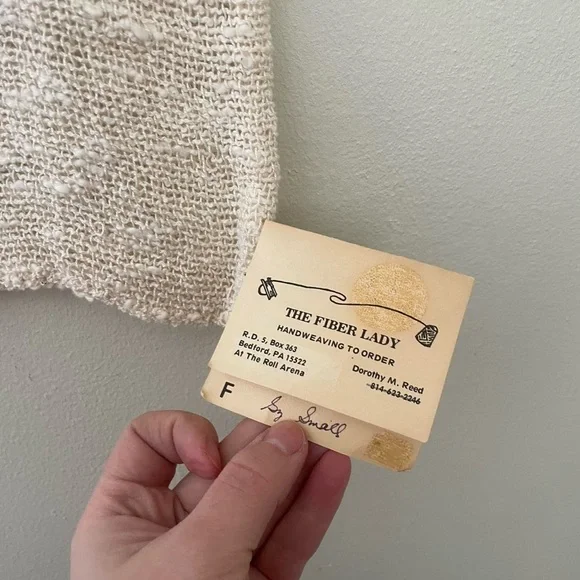 THE FIBER LADY
HANDWEAVING TO ORDER
R.D. 5, Box 363
Bedford, PA 15522
At The Roll Arena
Dorothy M. Reed
814-623-2246
F
Sz Small